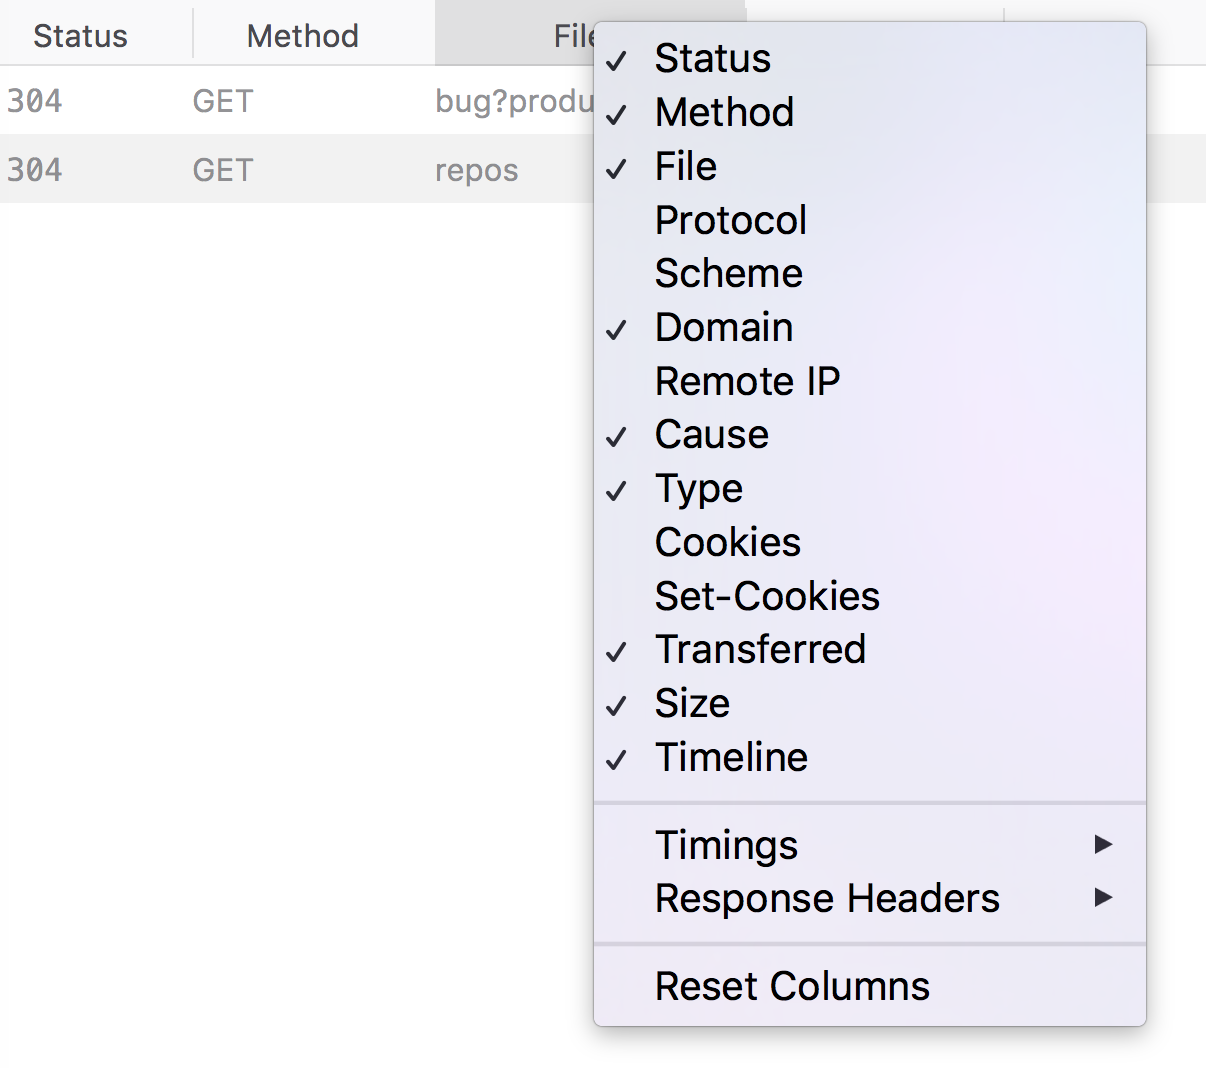 Status Method File
304 GET bug?produ
304 GET repos
✓ Status
✓ Method
✓ File
Protocol
Scheme
✓ Domain
Remote IP
✓ Cause
✓ Type
Cookies
Set-Cookies
✓ Transferred
✓ Size
✓ Timeline
Timings ▶
Response Headers ▶
Reset Columns